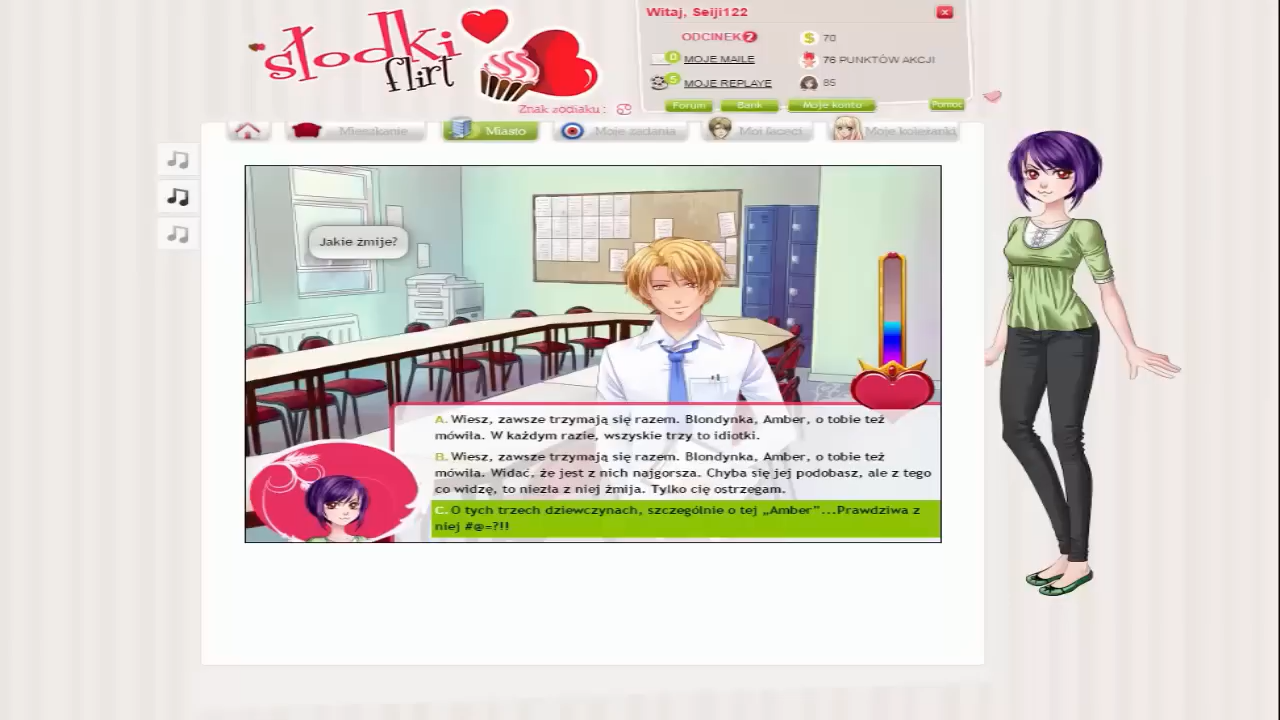 słodki
flirt
Znak zodiaku :
Witaj, Seiji122
ODCINEK 2
0 MOJE MAILE
5 MOJE REPLAYE
$ 70
76 PUNKTÓW AKCJI
85
Forum
Bank
Moje konto
Pomoc
Mieszkanie
Miasto
Moje zadania
Moi faceci
Moje koleżanki
Jakie żmije?
A. Wiesz, zawsze trzymają się razem. Blondynka, Amber, o tobie też
mówiła. W każdym razie, wszyskie trzy to idiotki.
B. Wiesz, zawsze trzymają się razem. Blondynka, Amber, o tobie też
mówiła. Widać, że jest z nich najgorsza. Chyba się jej podobasz, ale z tego
co widzę, to niezła z niej żmija. Tylko cię ostrzegam.
C. O tych trzech dziewczynach, szczególnie o tej „Amber”...Prawdziwa z
niej #@=?!!